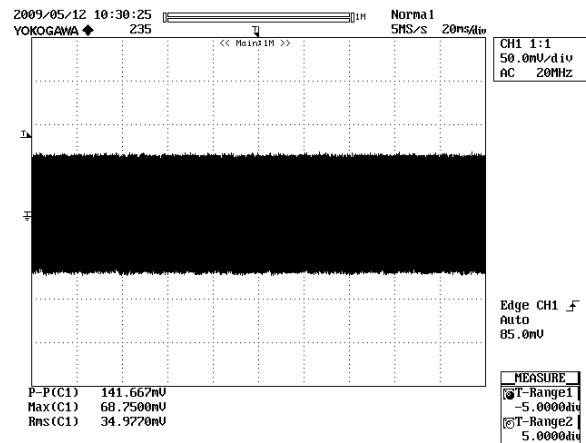 2009/05/12 10:30:25
YOKOGAWA ◆ 235
Normal
5MS/s 20ms/div
<< Main:1M >>
1M
CH1 1:1
50.0mV/div
AC 20MHz
Edge CH1
Auto
85.0mV
P-P(C1) 141.667mV
Max(C1) 68.7500mV
Rms(C1) 34.9770mV
MEASURE
T-Range1
-5.0000div
T-Range2
5.0000div